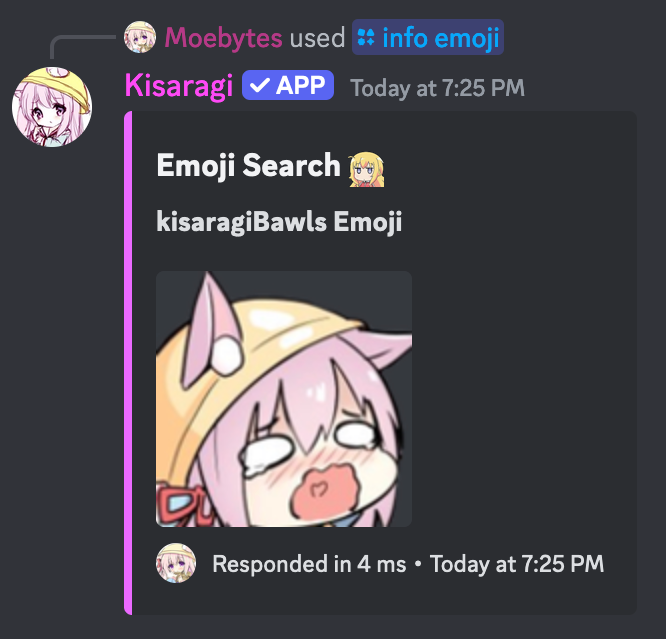 Moebytes used info emoji
Kisaragi APP Today at 7:25 PM
Emoji Search
kisaragiBawls Emoji
Responded in 4 ms • Today at 7:25 PM